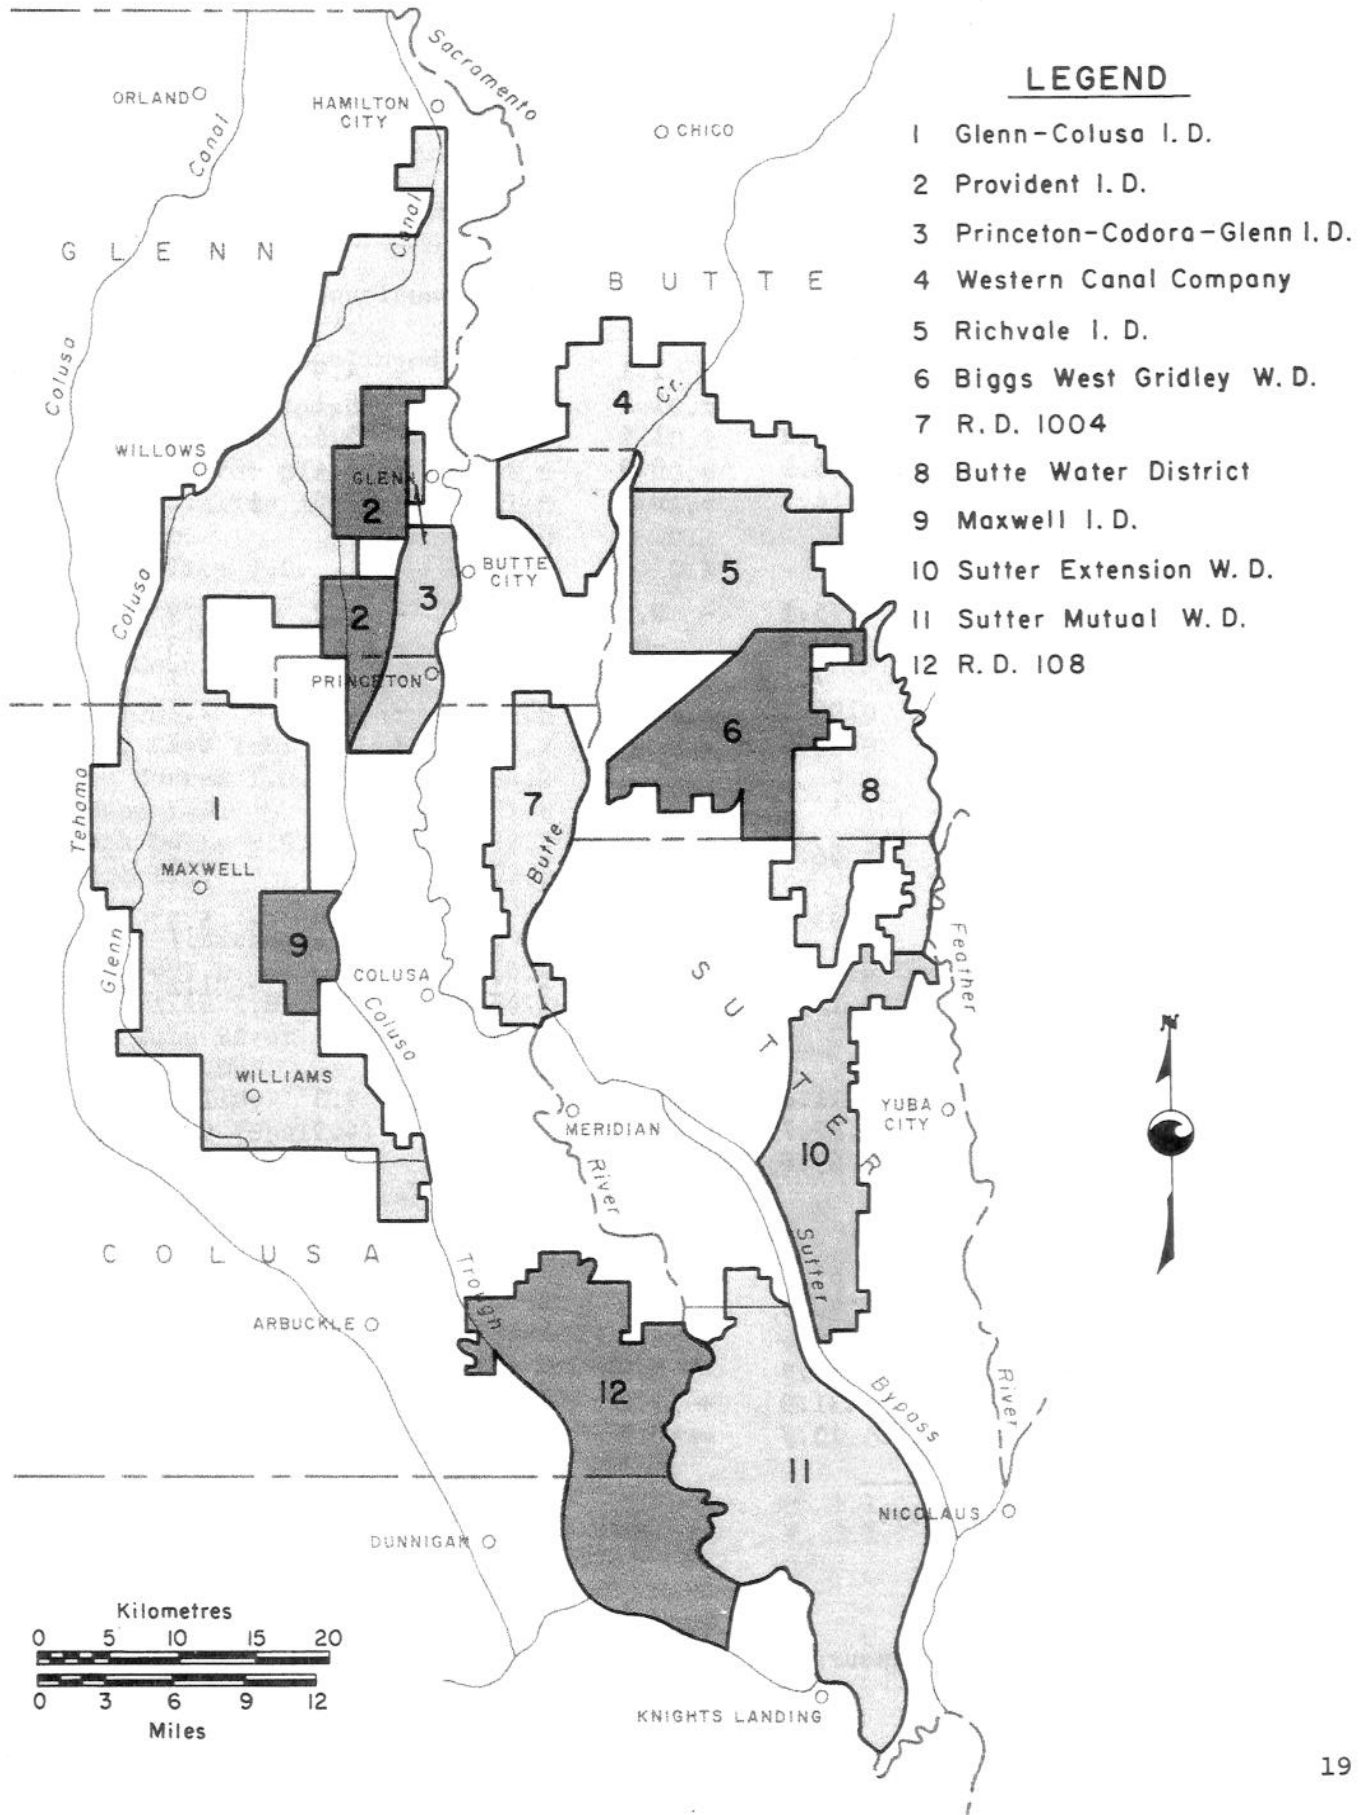 Sacramento
ORLAND
HAMILTON
CITY
CHICO
Canal
Canal
GLENN
BUTTE
LEGEND
1 Glenn-Colusa I.D.
2 Provident I.D.
3 Princeton-Codora-Glenn I.D.
4 Western Canal Company
5 Richvale I.D.
6 Biggs West Gridley W.D.
7 R.D. 1004
8 Butte Water District
9 Maxwell I.D.
10 Sutter Extension W.D.
11 Sutter Mutual W.D.
12 R.D. 108
Colusa
Cr.
4
WILLOWS
GLENN
2
BUTTE
CITY
5
3
Colusa
2
PRINCETON
6
7
8
1
Tehama
Butte
MAXWELL
9
Glenn
COLUSA
Colusa
Feather
SUTTER
N
WILLIAMS
MERIDIAN
YUBA
CITY
10
River
COLUSA
Sutter
Trough
ARBUCKLE
12
River
Bypass
11
NICOLAUS
DUNNIGAN
Kilometres
0 5 10 15 20
0 3 6 9 12
Miles
KNIGHTS LANDING
19